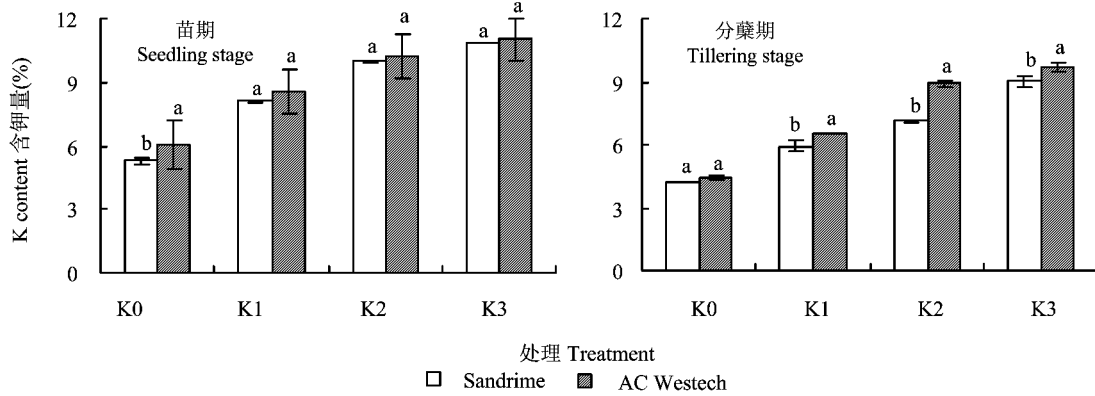 K content 含钾量(%)
苗期
Seedling stage
12
9
6
3
0
b a
a a
a a
a a
K0 K1 K2 K3
分蘖期
Tillering stage
12
9
6
3
0
a a
b a
b a
b a
K0 K1 K2 K3
处理 Treatment
Sandrime AC Westech